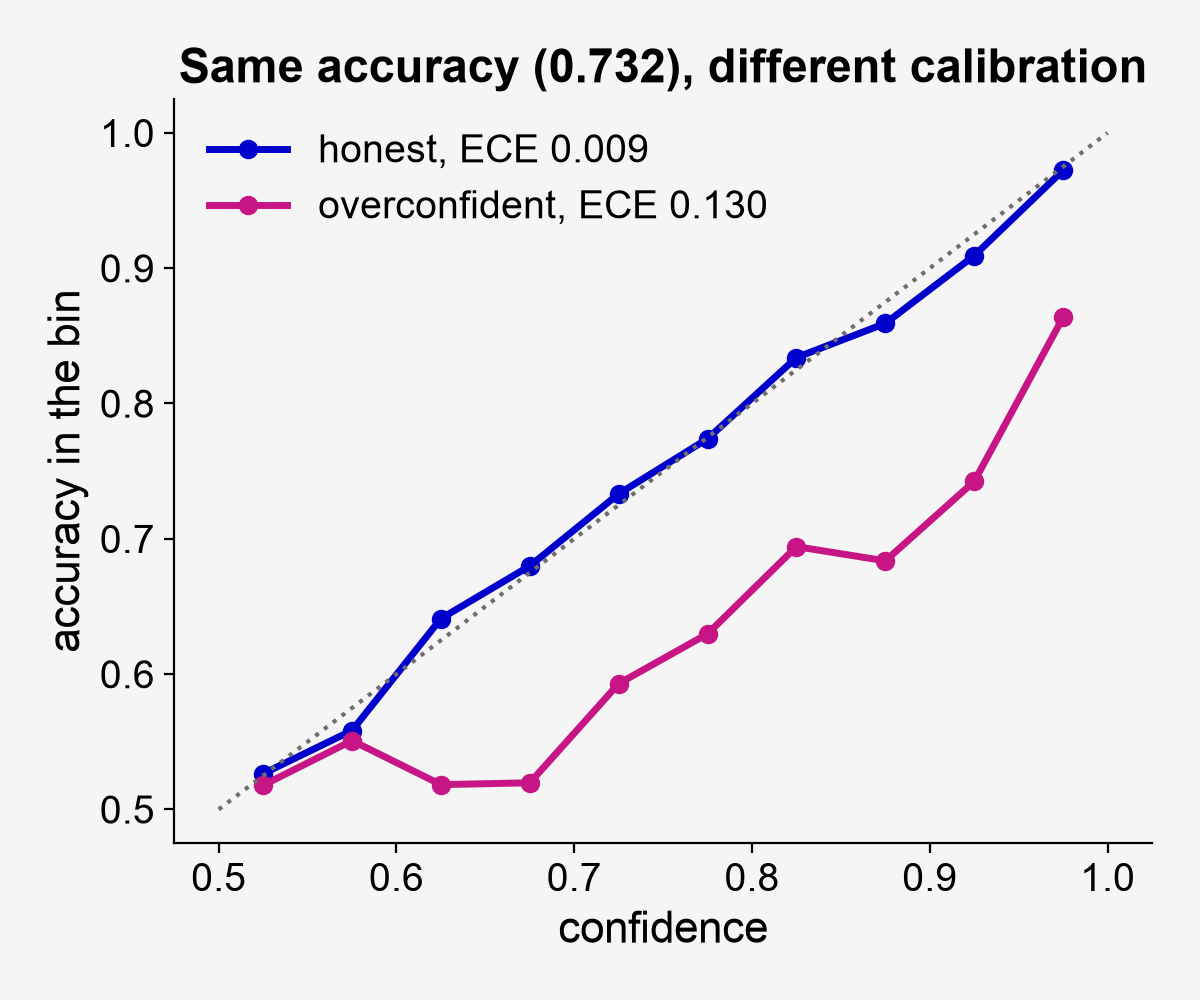 Same accuracy (0.732), different calibration
honest, ECE 0.009
overconfident, ECE 0.130
accuracy in the bin
1.0
0.9
0.8
0.7
0.6
0.5
0.5 0.6 0.7 0.8 0.9 1.0
confidence